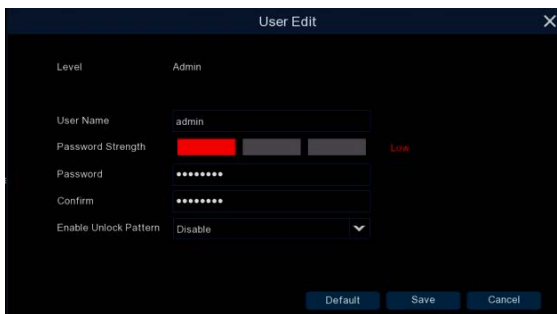 User Edit
Level Admin
User Name admin
Password Strength Low
Password ••••••••
Confirm ••••••••
Enable Unlock Pattern Disable
Default Save Cancel